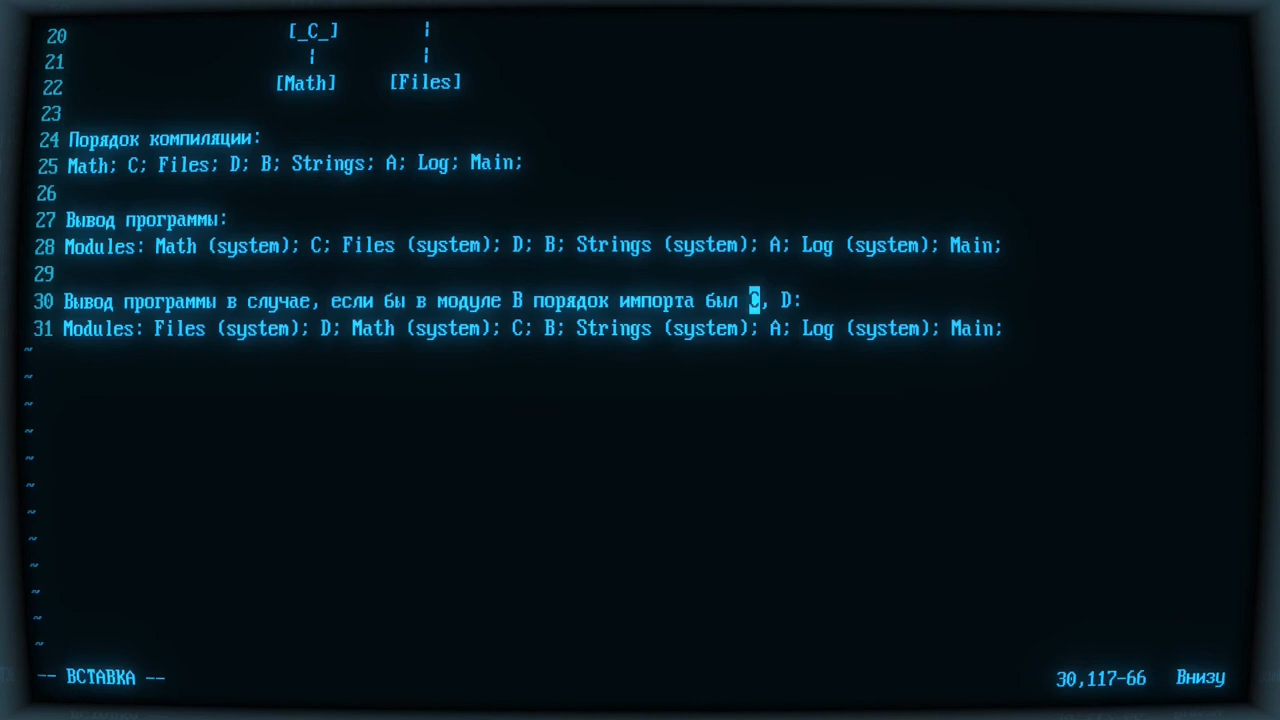 20 [_C_] ¦
21 ¦ ¦
22 [Math] [Files]
23
24 Порядок компиляции:
25 Math; C; Files; D; B; Strings; A; Log; Main;
26
27 Вывод программы:
28 Modules: Math (system); C; Files (system); D; B; Strings (system); A; Log (system); Main;
29
30 Вывод программы в случае, если бы в модуле B порядок импорта был C, D:
31 Modules: Files (system); D; Math (system); C; B; Strings (system); A; Log (system); Main;
~
~
~
~
~
~
~
~
~
~
~
~
-- ВСТАВКА -- 30,117-66 Внизу